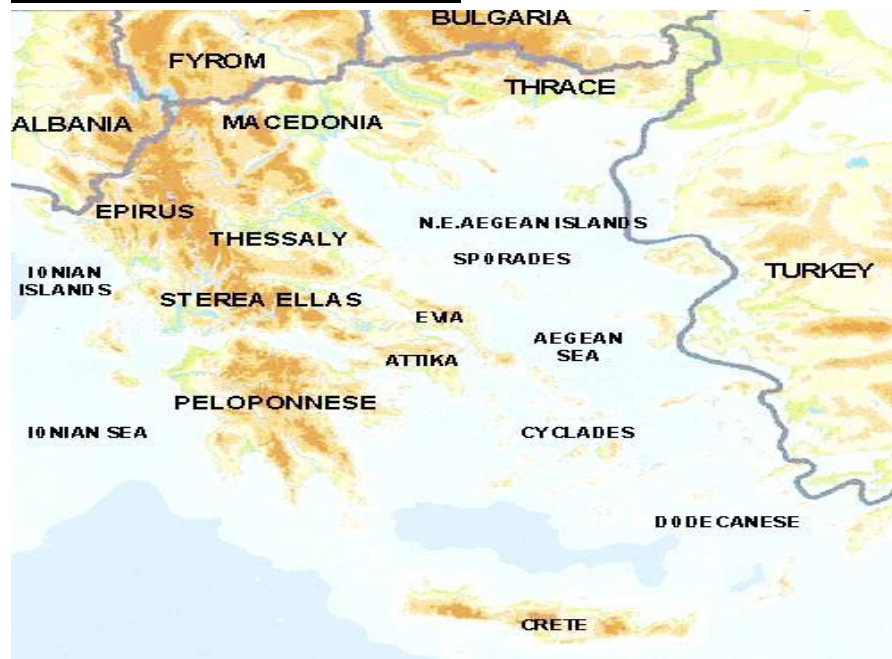 BULGARIA
FYROM
THRACE
ALBANIA
MACEDONIA
EPIRUS
N.E.AEGEAN ISLANDS
THESSALY
SPORADES
IONIAN
ISLANDS
TURKEY
STEREA ELLAS
EVIA
AEGEAN
SEA
ATTIKA
PELOPONNESE
IONIAN SEA
CYCLADES
DODECANESE
CRETE